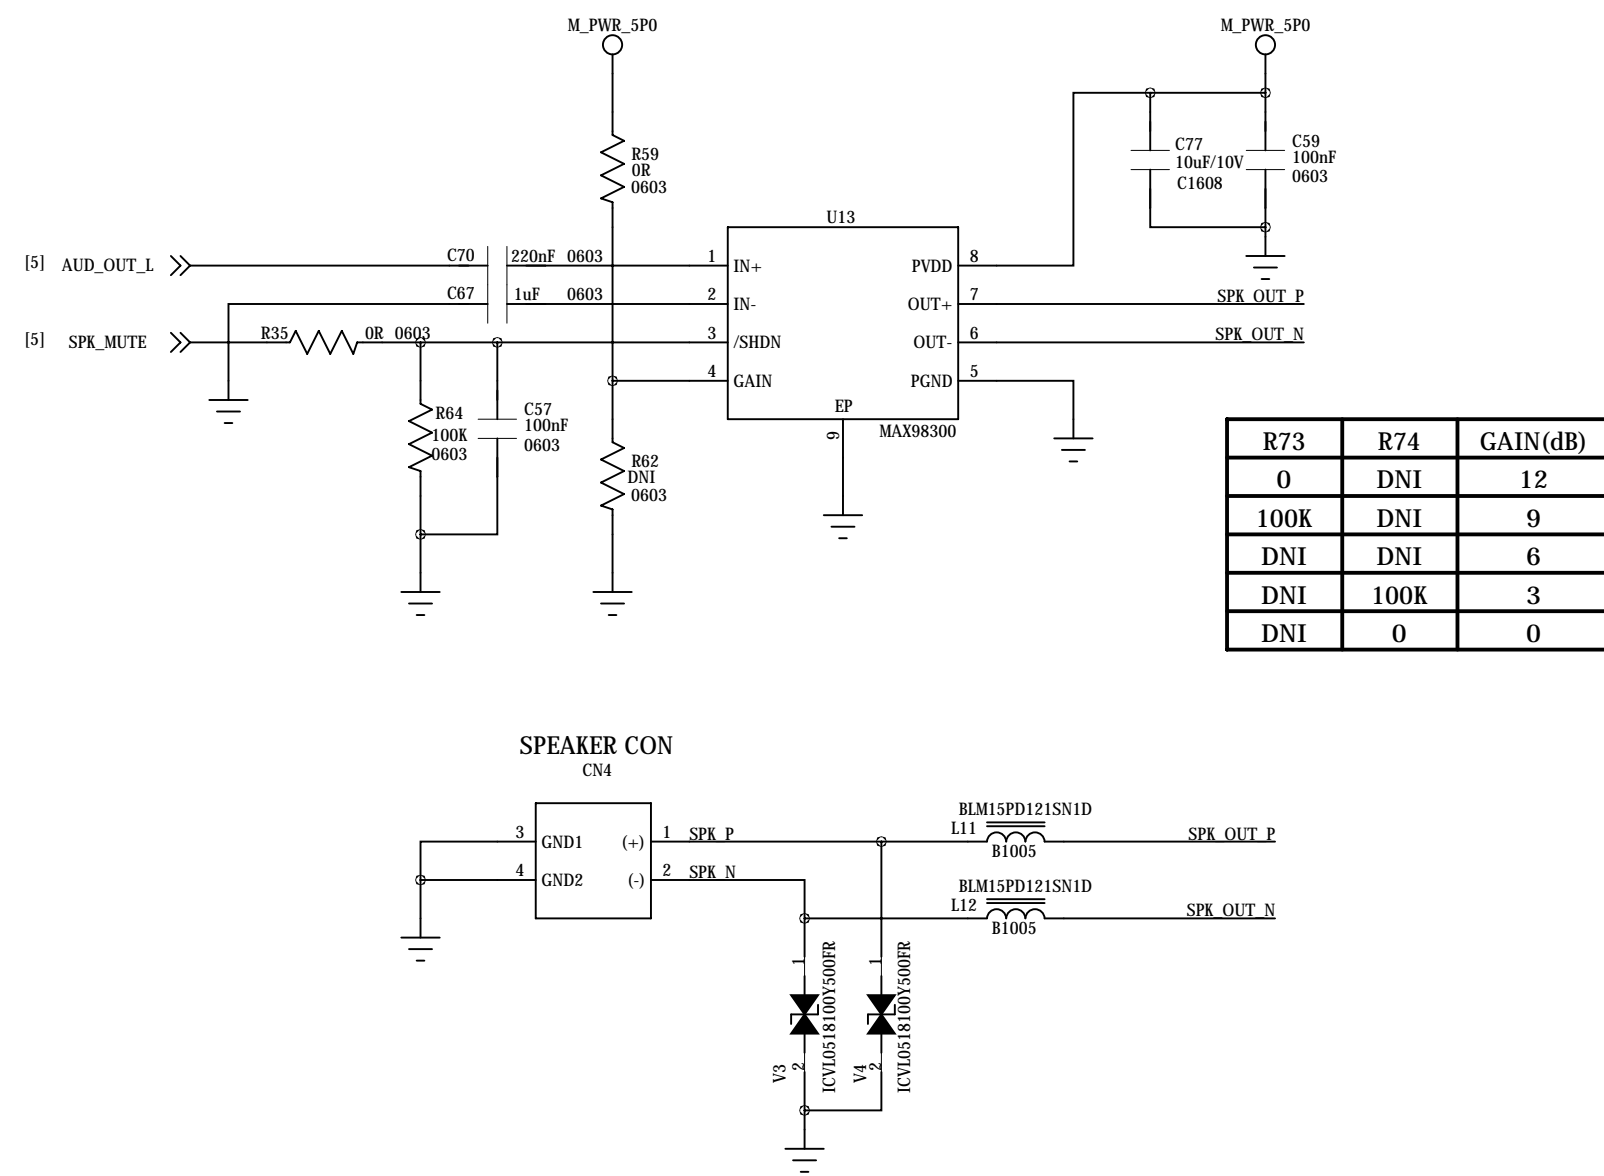 M_PWR_5P0
M_PWR_5P0
R59
0R
0603
C77
10uF/10V
C1608
C59
100nF
0603
U13
[5] AUD_OUT_L
C70 220nF 0603
1 IN+
PVDD 8
C67 1uF 0603
2 IN-
OUT+ 7
SPK_OUT_P
[5] SPK_MUTE
R35 0R 0603
3 /SHDN
OUT- 6
SPK_OUT_N
4 GAIN
PGND 5
EP
9
MAX98300
R64
100K
0603
C57
100nF
0603
R62
DNI
0603
R73 R74 GAIN(dB)
0 DNI 12
100K DNI 9
DNI DNI 6
DNI 100K 3
DNI 0 0
SPEAKER CON
CN4
3 GND1 (+) 1 SPK_P
4 GND2 (-) 2 SPK_N
BLM15PD121SN1D
L11
B1005
SPK_OUT_P
BLM15PD121SN1D
L12
B1005
SPK_OUT_N
1
2
V3
ICVL0518100Y500FR
1
2
V4
ICVL0518100Y500FR